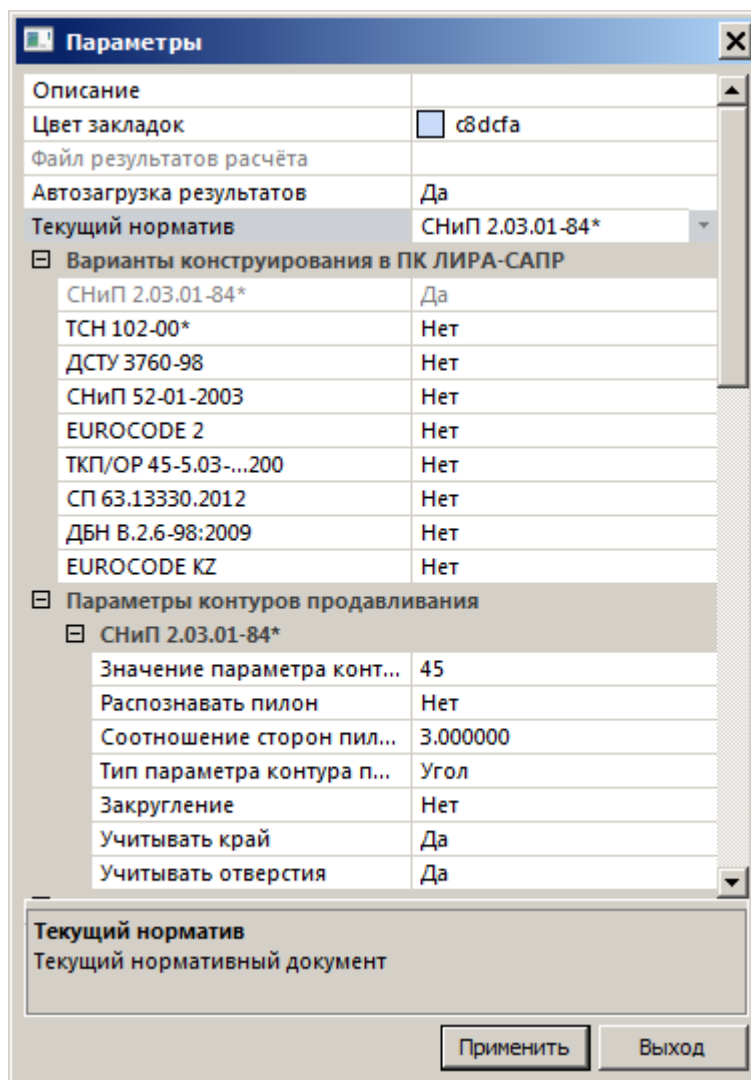 Параметры
Описание
Цвет закладок c8dcfa
Файл результатов расчёта
Автозагрузка результатов Да
Текущий норматив СНиП 2.03.01-84*
Варианты конструирования в ПК ЛИРА-САПР
СНиП 2.03.01-84* Да
ТСН 102-00* Нет
ДСТУ 3760-98 Нет
СНиП 52-01-2003 Нет
EUROCODE 2 Нет
ТКП/ОР 45-5.03-...200 Нет
СП 63.13330.2012 Нет
ДБН В.2.6-98:2009 Нет
EUROCODE KZ Нет
Параметры контуров продавливания
СНиП 2.03.01-84*
Значение параметра конт... 45
Распознавать пилон Нет
Соотношение сторон пил... 3.000000
Тип параметра контура п... Угол
Закругление Нет
Учитывать край Да
Учитывать отверстия Да
Текущий норматив
Текущий нормативный документ
Применить Выход